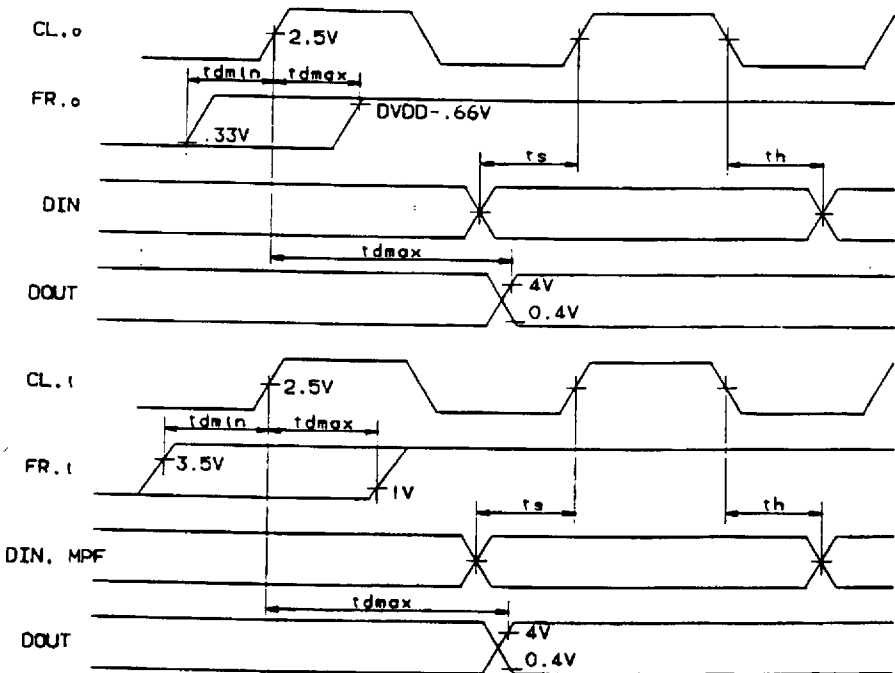 CL.o
2.5V
tdmin
tdmax
FR.o
DVDD-.66V
.33V
ts
th
DIN
tdmax
DOUT
4V
0.4V
CL.i
2.5V
tdmin
tdmax
FR.i
3.5V
1V
ts
th
DIN. MPF
tdmax
DOUT
4V
0.4V